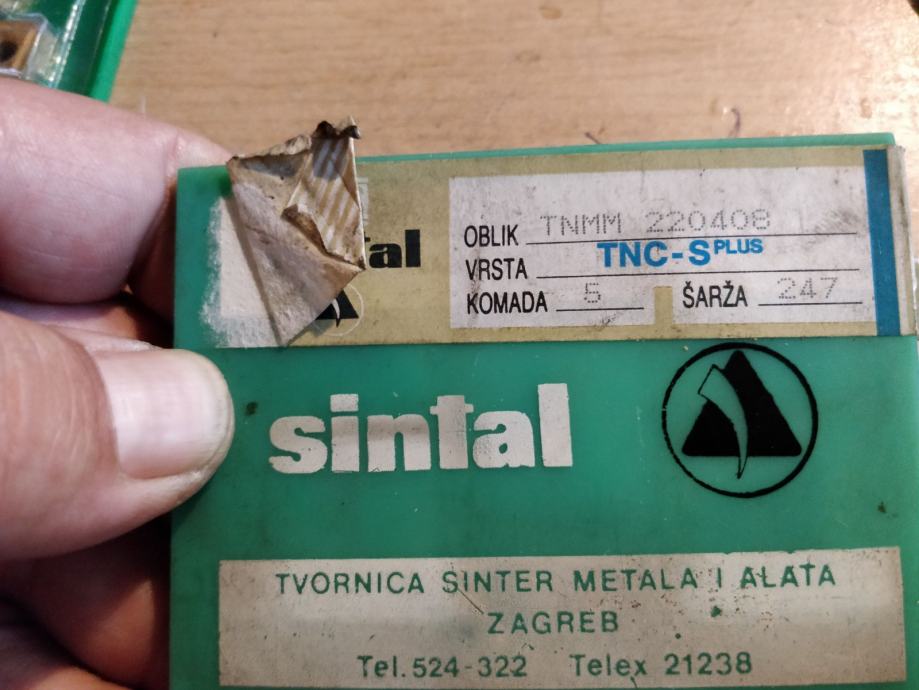 OBLIK TNMM 220408
TNC-S PLUS
VRSTA
KOMADA 5 ŠARŽA 247
sintal
TVORNICA SINTER METALA I ALATA
ZAGREB
Tel. 524-322 Telex 21238